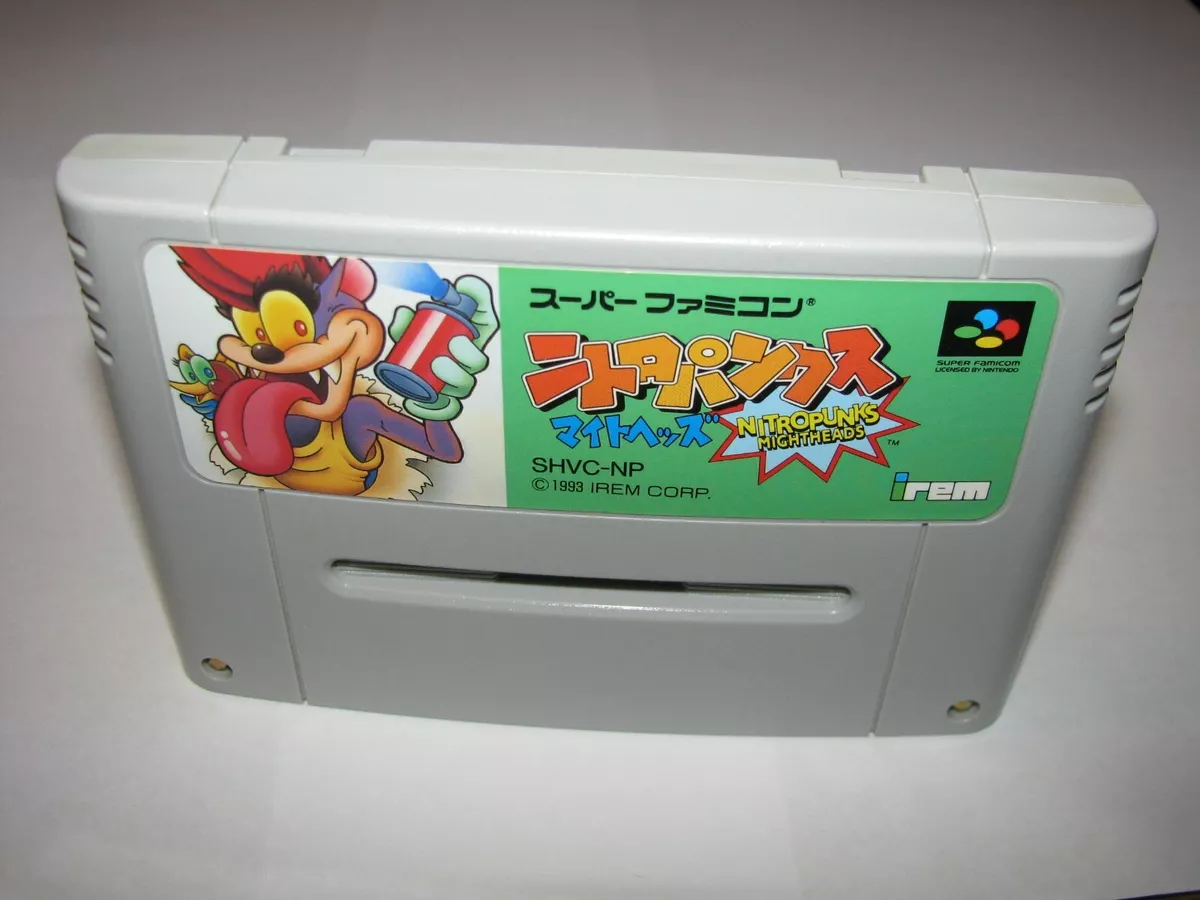 スーパーファミコン®
ニトロパンクス
マイトヘッズ
NITROPUNKS
MIGHTHEADS
™
SHVC-NP
©1993 IREM CORP.
SUPER FAMICOM
LICENSED BY NINTENDO
irem